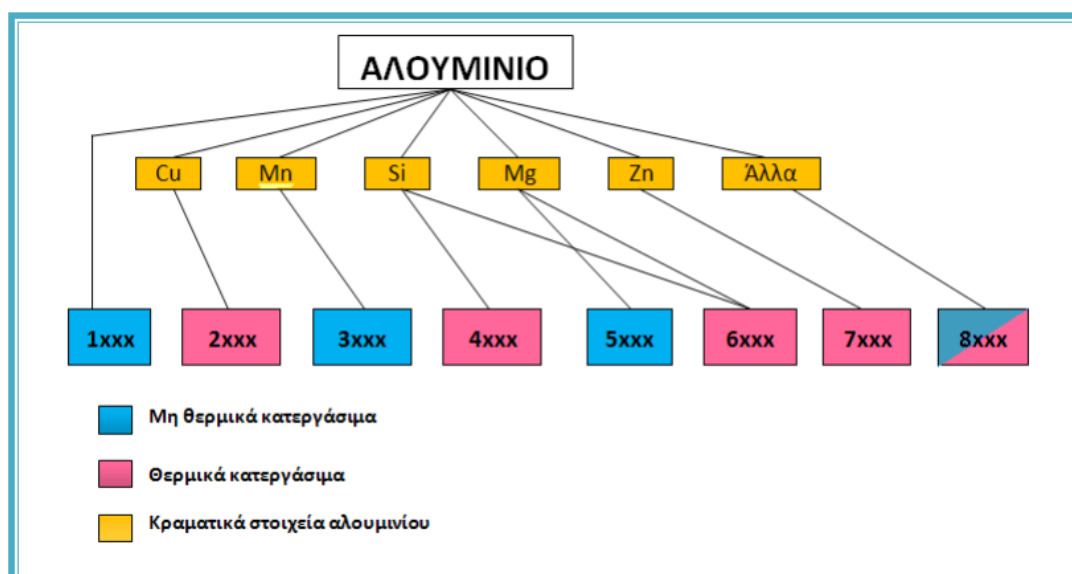 ΑΛΟΥΜΙΝΙΟ
Cu Mn Si Mg Zn Άλλα
1xxx 2xxx 3xxx 4xxx 5xxx 6xxx 7xxx 8xxx
Μη θερμικά κατεργάσιμα
Θερμικά κατεργάσιμα
Κραματικά στοιχεία αλουμινίου